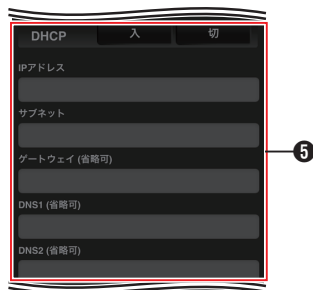 DHCP 入 切
IPアドレス
サブネット
ゲートウェイ (省略可)
❺
DNS1 (省略可)
DNS2 (省略可)